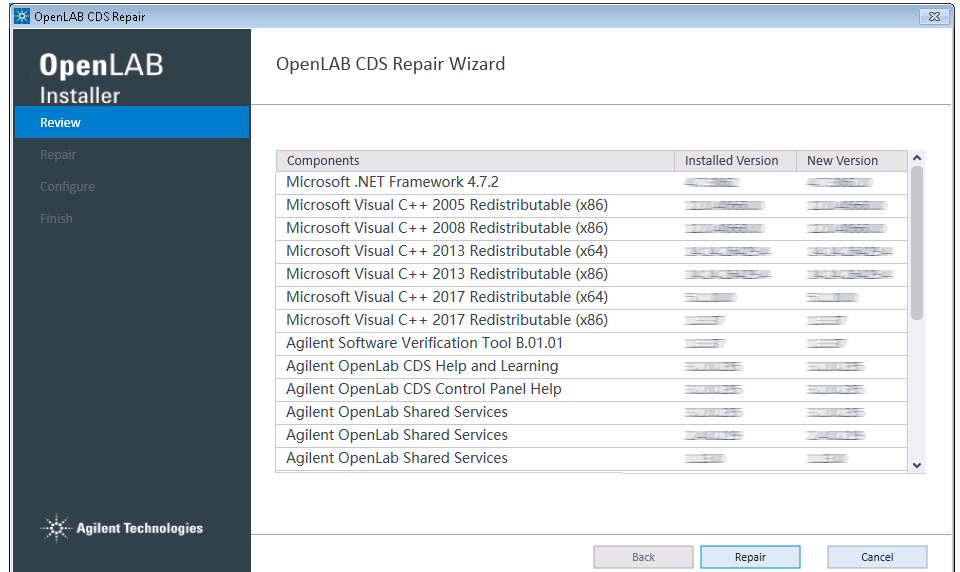 OpenLAB CDS Repair
OpenLAB
Installer
Review
Repair
Configure
Finish
OpenLAB CDS Repair Wizard
Components Installed Version New Version
Microsoft .NET Framework 4.7.2
Microsoft Visual C++ 2005 Redistributable (x86)
Microsoft Visual C++ 2008 Redistributable (x86)
Microsoft Visual C++ 2013 Redistributable (x64)
Microsoft Visual C++ 2013 Redistributable (x86)
Microsoft Visual C++ 2017 Redistributable (x64)
Microsoft Visual C++ 2017 Redistributable (x86)
Agilent Software Verification Tool B.01.01
Agilent OpenLab CDS Help and Learning
Agilent OpenLab CDS Control Panel Help
Agilent OpenLab Shared Services
Agilent OpenLab Shared Services
Agilent OpenLab Shared Services
Agilent Technologies
Back Repair Cancel